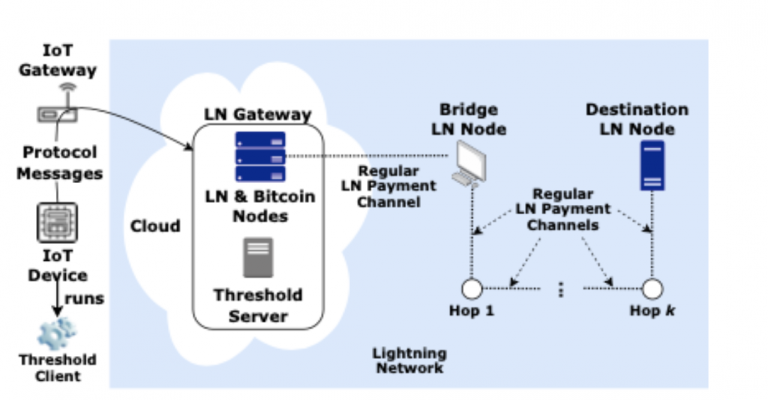 IoT
Gateway
Protocol
Messages
IoT
Device
runs
Threshold
Client
LN Gateway
LN & Bitcoin
Nodes
Cloud
Threshold
Server
Regular
LN Payment
Channel
Bridge
LN Node
Destination
LN Node
Regular
LN Payment
Channels
Hop 1
Hop k
Lightning
Network